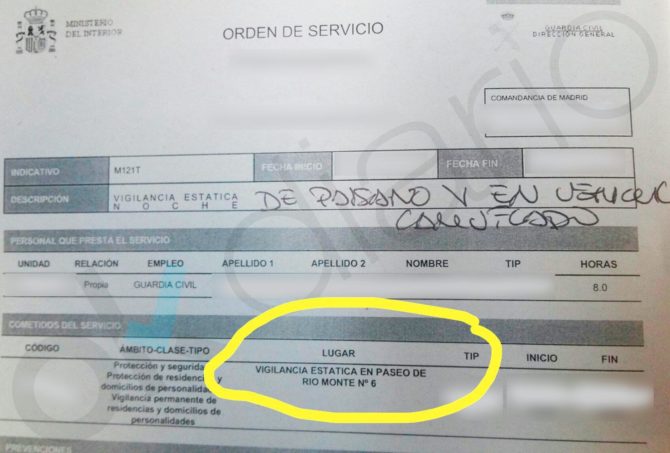 MINISTERIO
DEL INTERIOR
ORDEN DE SERVICIO
GUARDIA CIVIL
DIRECCIÓN GENERAL
COMANDANCIA DE MADRID
INDICATIVO M121T FECHA INICIO FECHA FIN
DESCRIPCIÓN VIGILANCIA ESTATICA
NOCHE
DE PAISANO Y EN VEHICULO
CAMUFLADO
PERSONAL QUE PRESTA EL SERVICIO
UNIDAD RELACIÓN EMPLEO APELLIDO 1 APELLIDO 2 NOMBRE TIP HORAS
Propia GUARDIA CIVIL 8.0
COMETIDOS DEL SERVICIO
CÓDIGO ÁMBITO-CLASE-TIPO LUGAR TIP INICIO FIN
Protección y seguridad
Protección de residencias y
domicilios de personalidades
Vigilancia permanente de
residencias y domicilios de
personalidades
VIGILANCIA ESTATICA EN PASEO DE
RIO MONTE Nº 6
PREVENCIONES
diario